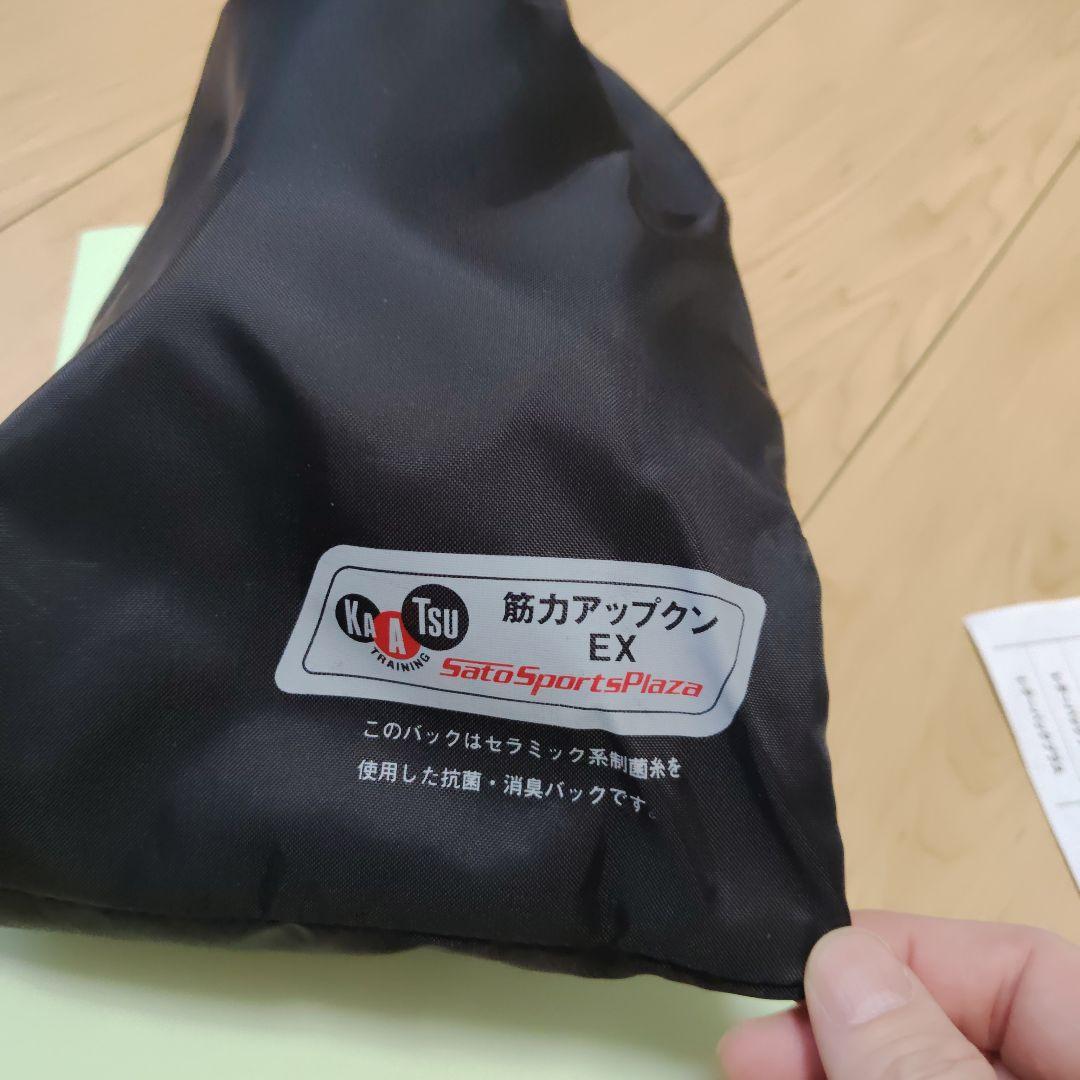 KAATSU
TRAINING
筋力アップクン
EX
SatoSportsPlaza
このバックはセラミック系制菌糸を
使用した抗菌・消臭バックです。